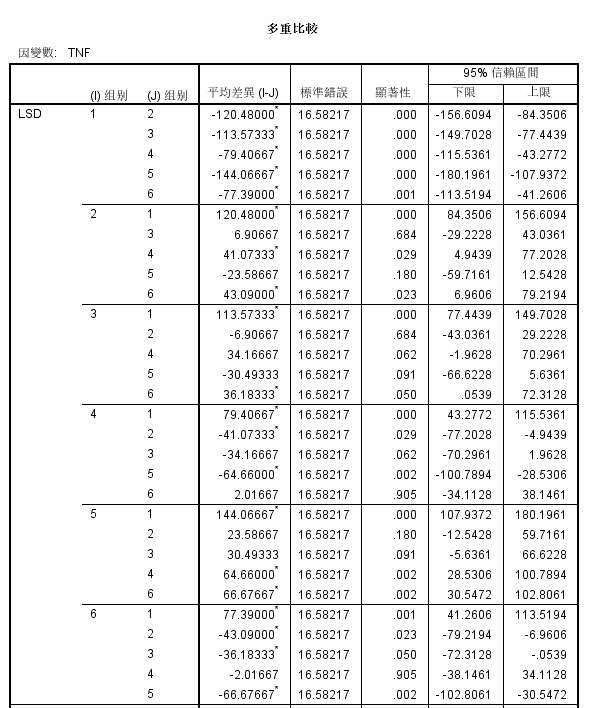 多重比較
因變數: TNF
95% 信賴區間
(I) 组别 (J) 组别 平均差異 (I-J) 標準錯誤 顯著性 下限 上限
LSD 1 2 -120.48000* 16.58217 .000 -156.6094 -84.3506
3 -113.57333* 16.58217 .000 -149.7028 -77.4439
4 -79.40667* 16.58217 .000 -115.5361 -43.2772
5 -144.06667* 16.58217 .000 -180.1961 -107.9372
6 -77.39000* 16.58217 .001 -113.5194 -41.2606
2 1 120.48000* 16.58217 .000 84.3506 156.6094
3 6.90667 16.58217 .684 -29.2228 43.0361
4 41.07333* 16.58217 .029 4.9439 77.2028
5 -23.58667 16.58217 .180 -59.7161 12.5428
6 43.09000* 16.58217 .023 6.9606 79.2194
3 1 113.57333* 16.58217 .000 77.4439 149.7028
2 -6.90667 16.58217 .684 -43.0361 29.2228
4 34.16667 16.58217 .062 -1.9628 70.2961
5 -30.49333 16.58217 .091 -66.6228 5.6361
6 36.18333* 16.58217 .050 .0539 72.3128
4 1 79.40667* 16.58217 .000 43.2772 115.5361
2 -41.07333* 16.58217 .029 -77.2028 -4.9439
3 -34.16667 16.58217 .062 -70.2961 1.9628
5 -64.66000* 16.58217 .002 -100.7894 -28.5306
6 2.01667 16.58217 .905 -34.1128 38.1461
5 1 144.06667* 16.58217 .000 107.9372 180.1961
2 23.58667 16.58217 .180 -12.5428 59.7161
3 30.49333 16.58217 .091 -5.6361 66.6228
4 64.66000* 16.58217 .002 28.5306 100.7894
6 66.67667* 16.58217 .002 30.5472 102.8061
6 1 77.39000* 16.58217 .001 41.2606 113.5194
2 -43.09000* 16.58217 .023 -79.2194 -6.9606
3 -36.18333* 16.58217 .050 -72.3128 -.0539
4 -2.01667 16.58217 .905 -38.1461 34.1128
5 -66.67667* 16.58217 .002 -102.8061 -30.5472